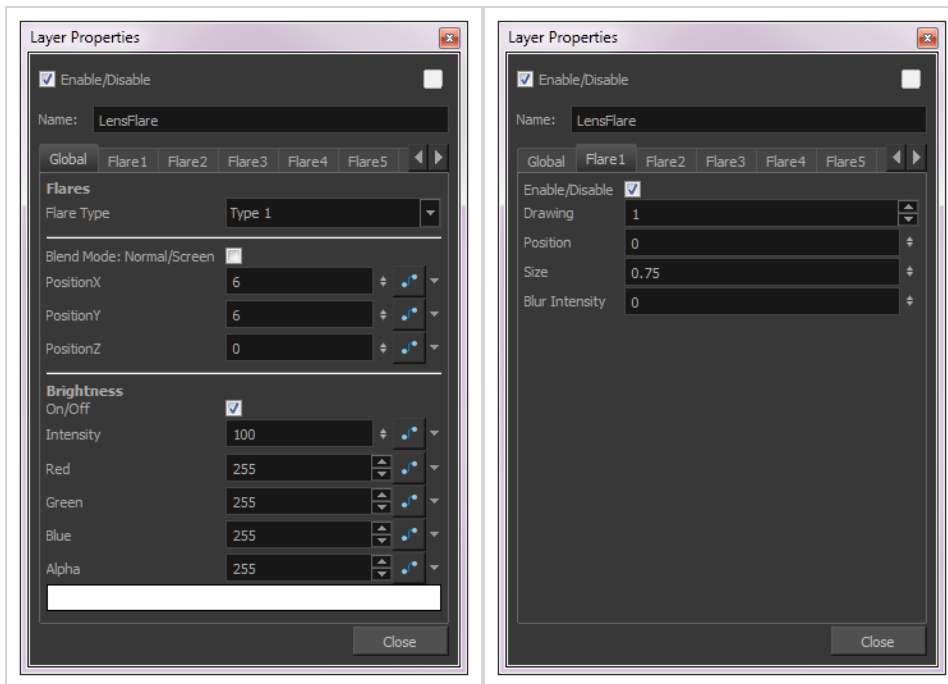 Layer Properties
Enable/Disable
Name: LensFlare
Global Flare1 Flare2 Flare3 Flare4 Flare5
Flares
Flare Type Type 1
Blend Mode: Normal/Screen
PositionX 6
PositionY 6
PositionZ 0
Brightness
On/Off
Intensity 100
Red 255
Green 255
Blue 255
Alpha 255
Close
Layer Properties
Enable/Disable
Name: LensFlare
Global Flare1 Flare2 Flare3 Flare4 Flare5
Enable/Disable
Drawing 1
Position 0
Size 0.75
Blur Intensity 0
Close